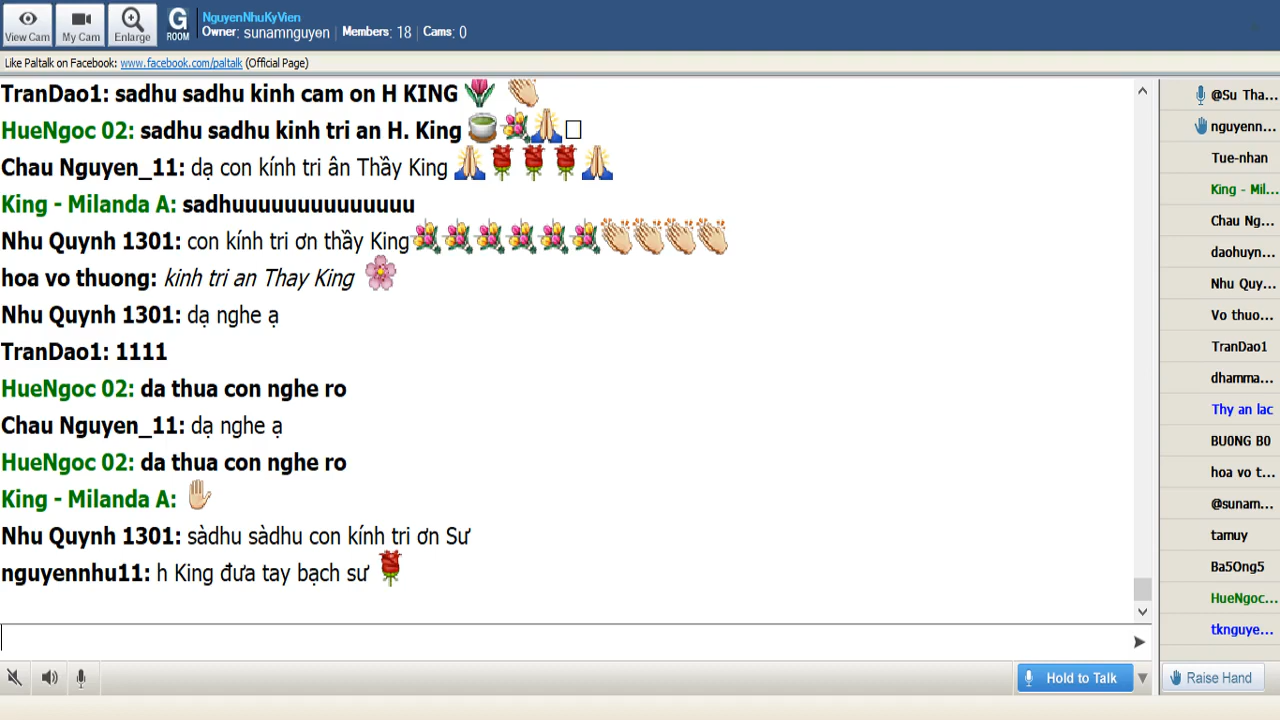 View Cam
My Cam
Enlarge
G
ROOM
NguyenNhuKyVien
Owner: sunamnguyen | Members: 18 | Cams: 0
Like Paltalk on Facebook: www.facebook.com/paltalk (Official Page)
TranDao1: sadhu sadhu kinh cam on H KING
HueNgoc 02: sadhu sadhu kinh tri an H. King
Chau Nguyen_11: dạ con kính tri ân Thầy King
King - Milanda A: sadhuuuuuuuuuuuuuu
Nhu Quynh 1301: con kính tri ơn thầy King
hoa vo thuong: kinh tri an Thay King
Nhu Quynh 1301: dạ nghe ạ
TranDao1: 1111
HueNgoc 02: da thua con nghe ro
Chau Nguyen_11: dạ nghe ạ
HueNgoc 02: da thua con nghe ro
King - Milanda A:
Nhu Quynh 1301: sàdhu sàdhu con kính tri ơn Sư
nguyennhu11: h King đưa tay bạch sư
@Su Tha...
nguyenn...
Tue-nhan
King - Mil...
Chau Ng...
daohuyn...
Nhu Quy...
Vo thuo...
TranDao1
dhamma...
Thy an lac
BU0NG B0
hoa vo t...
@sunam...
tamuy
Ba5Ong5
HueNgoc...
tknguye...
Hold to Talk
Raise Hand